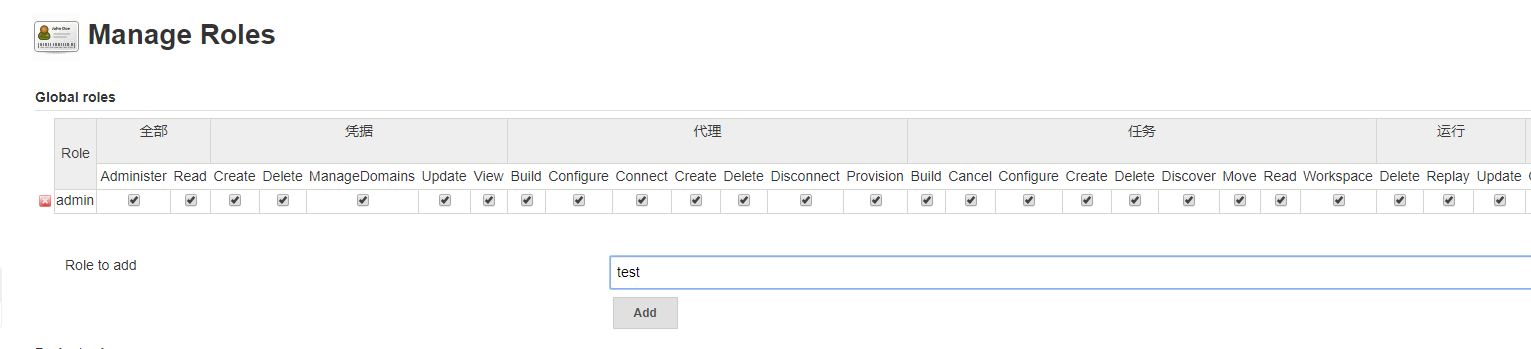 Manage Roles
Global roles
Role 全部 凭据 代理 任务 运行
Administer Read Create Delete ManageDomains Update View Build Configure Connect Create Delete Disconnect Provision Build Cancel Configure Create Delete Discover Move Read Workspace Delete Replay Update
admin
Role to add test
Add